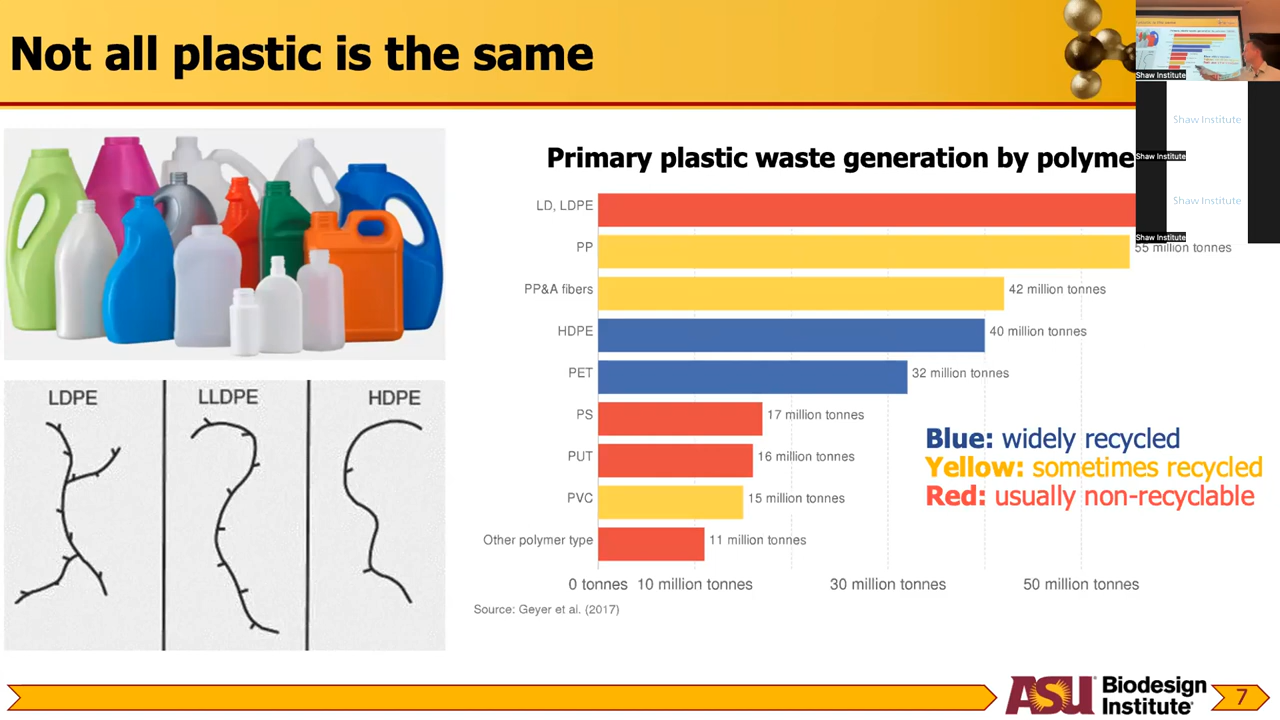 Not all plastic is the same
Shaw Institute
Shaw Institute
Shaw Institute
Shaw Institute
Shaw Institute
Primary plastic waste generation by polyme
LD, LDPE
PP
55 million tonnes
PP&A fibers
42 million tonnes
HDPE
40 million tonnes
PET
32 million tonnes
PS
17 million tonnes
PUT
16 million tonnes
PVC
15 million tonnes
Other polymer type
11 million tonnes
0 tonnes 10 million tonnes 30 million tonnes 50 million tonnes
Source: Geyer et al. (2017)
Blue: widely recycled
Yellow: sometimes recycled
Red: usually non-recyclable
LDPE LLDPE HDPE
ASU Biodesign
Institute
7